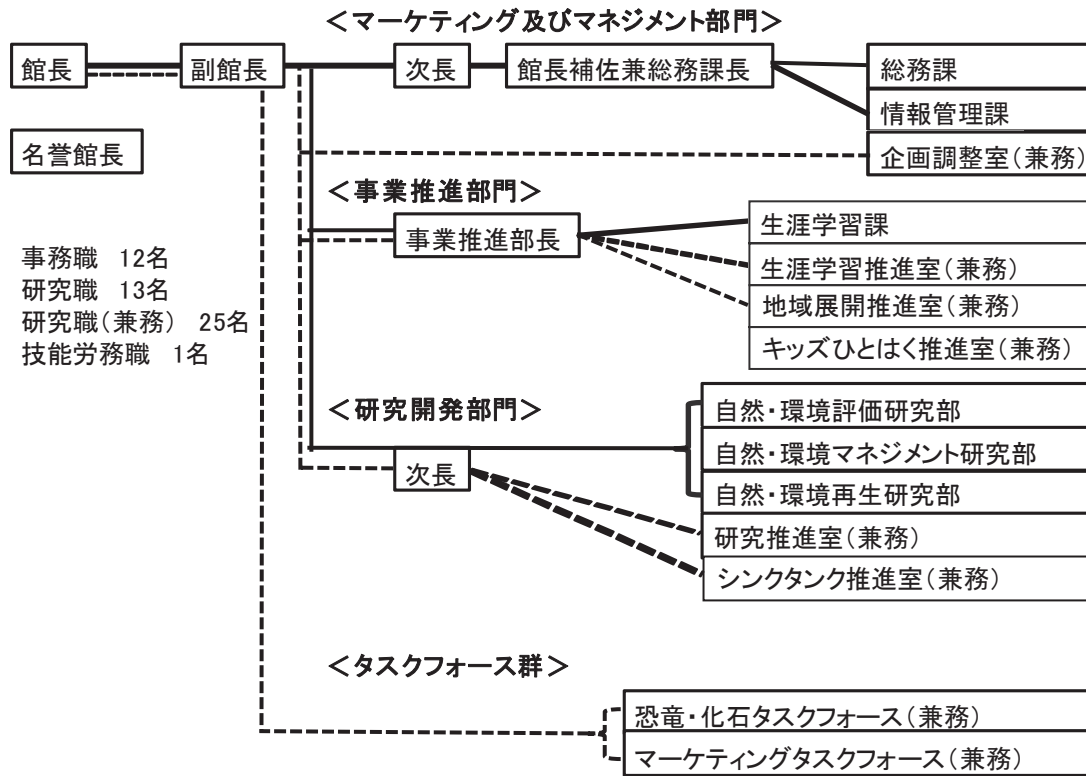 ＜マーケティング及びマネジメント部門＞
館長
副館長
次長
館長補佐兼総務課長
総務課
情報管理課
企画調整室(兼務)
名誉館長
＜事業推進部門＞
事業推進部長
生涯学習課
生涯学習推進室(兼務)
地域展開推進室(兼務)
キッズひとはく推進室(兼務)
事務職　12名
研究職　13名
研究職(兼務)　25名
技能労務職　1名
＜研究開発部門＞
次長
自然・環境評価研究部
自然・環境マネジメント研究部
自然・環境再生研究部
研究推進室(兼務)
シンクタンク推進室(兼務)
＜タスクフォース群＞
恐竜・化石タスクフォース(兼務)
マーケティングタスクフォース(兼務)